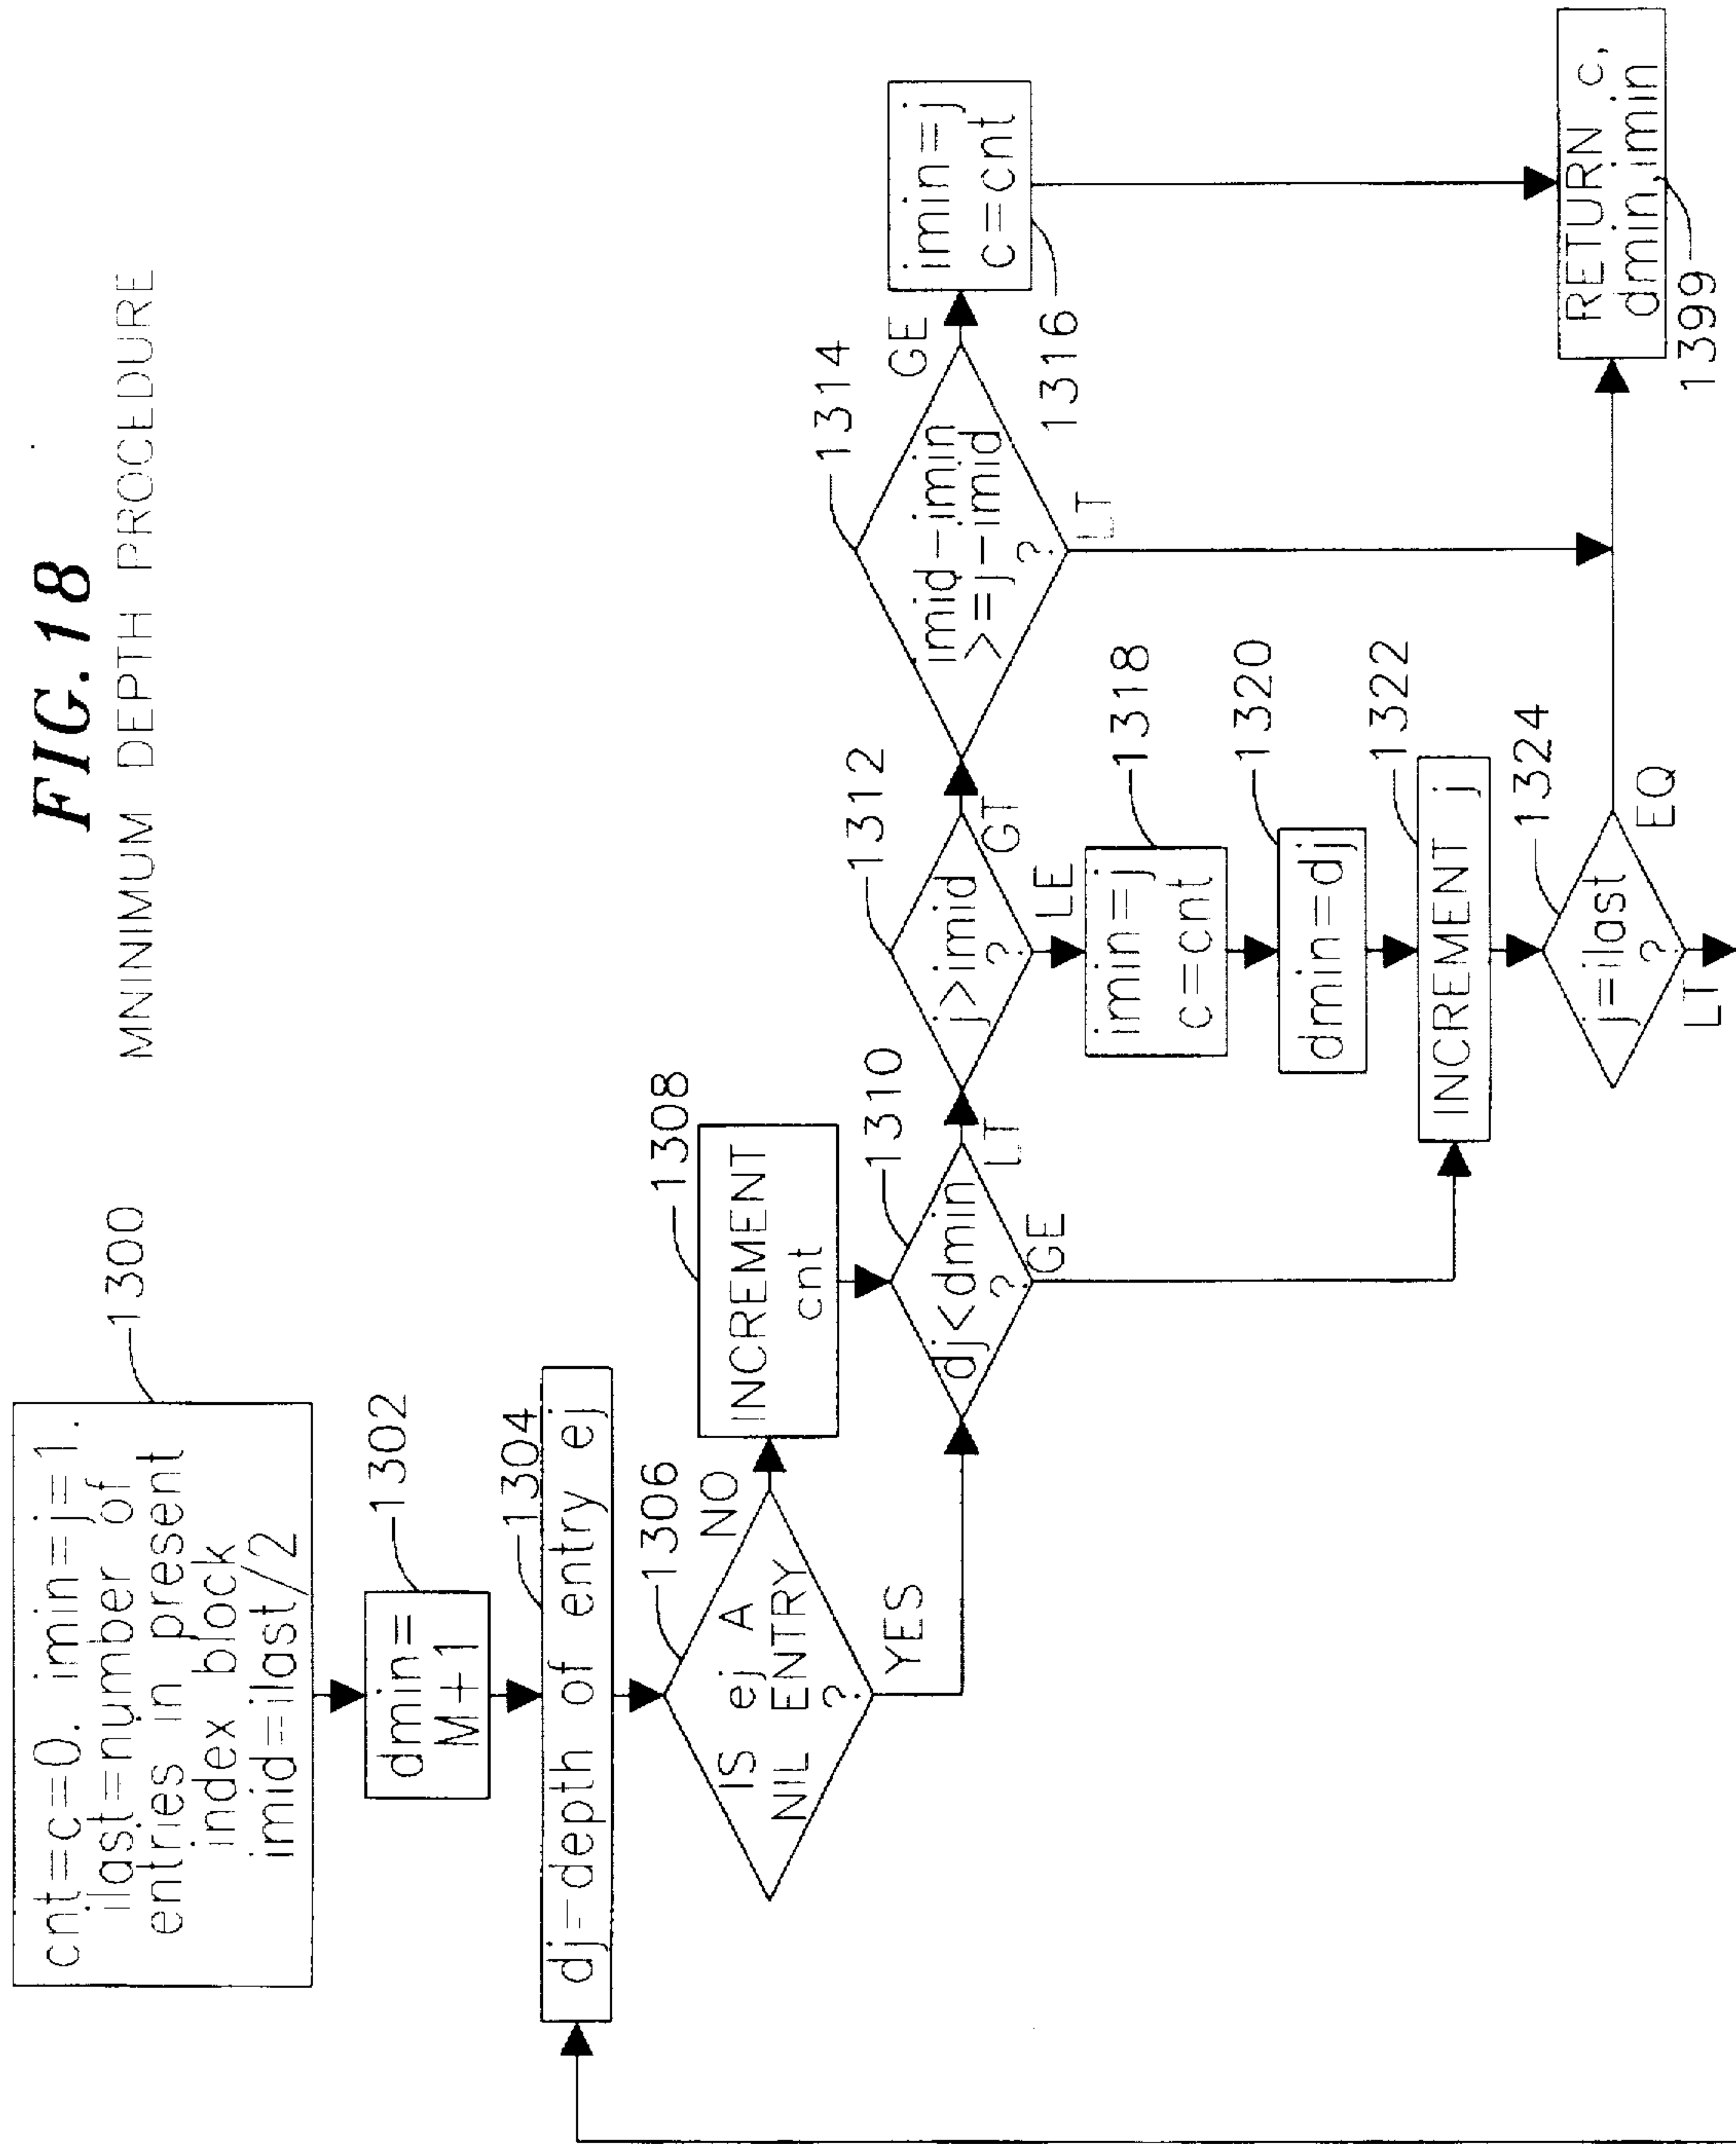 FIG.18
MNINIMUM DEPTH PROCEDURE
cnt=c=0. imin=j=1.
ilast=number of
entries in present
index block
imid=ilast/2
1300
dmin=
M+1
1302
dj=depth of entry ej
1304
IS ej A
NIL ENTRY
?
1306
NO
YES
INCREMENT
cnt
1308
dj<dmin
?
1310
LT
GE
j>imid
?
1312
GT
LE
imid-imin
>=j-imid
?
1314
GE
LT
imin=j
c=cnt
1316
imin=j
c=cnt
1318
dmin=dj
1320
INCREMENT j
1322
j=ilast
?
1324
EQ
LT
RETURN c,
dmin,imin
1399